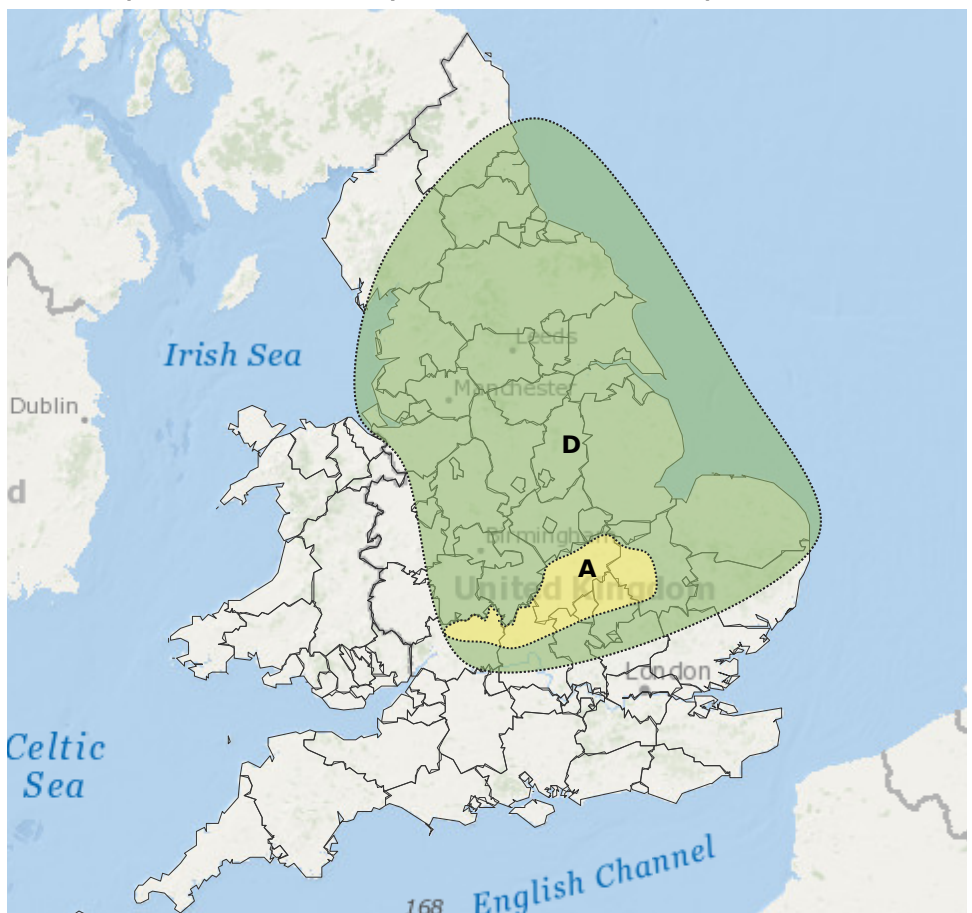 Leeds
Irish Sea
Manchester
Dublin
D
d
Birmingham
A
United Kingdom
London
Celtic
Sea
English Channel
168